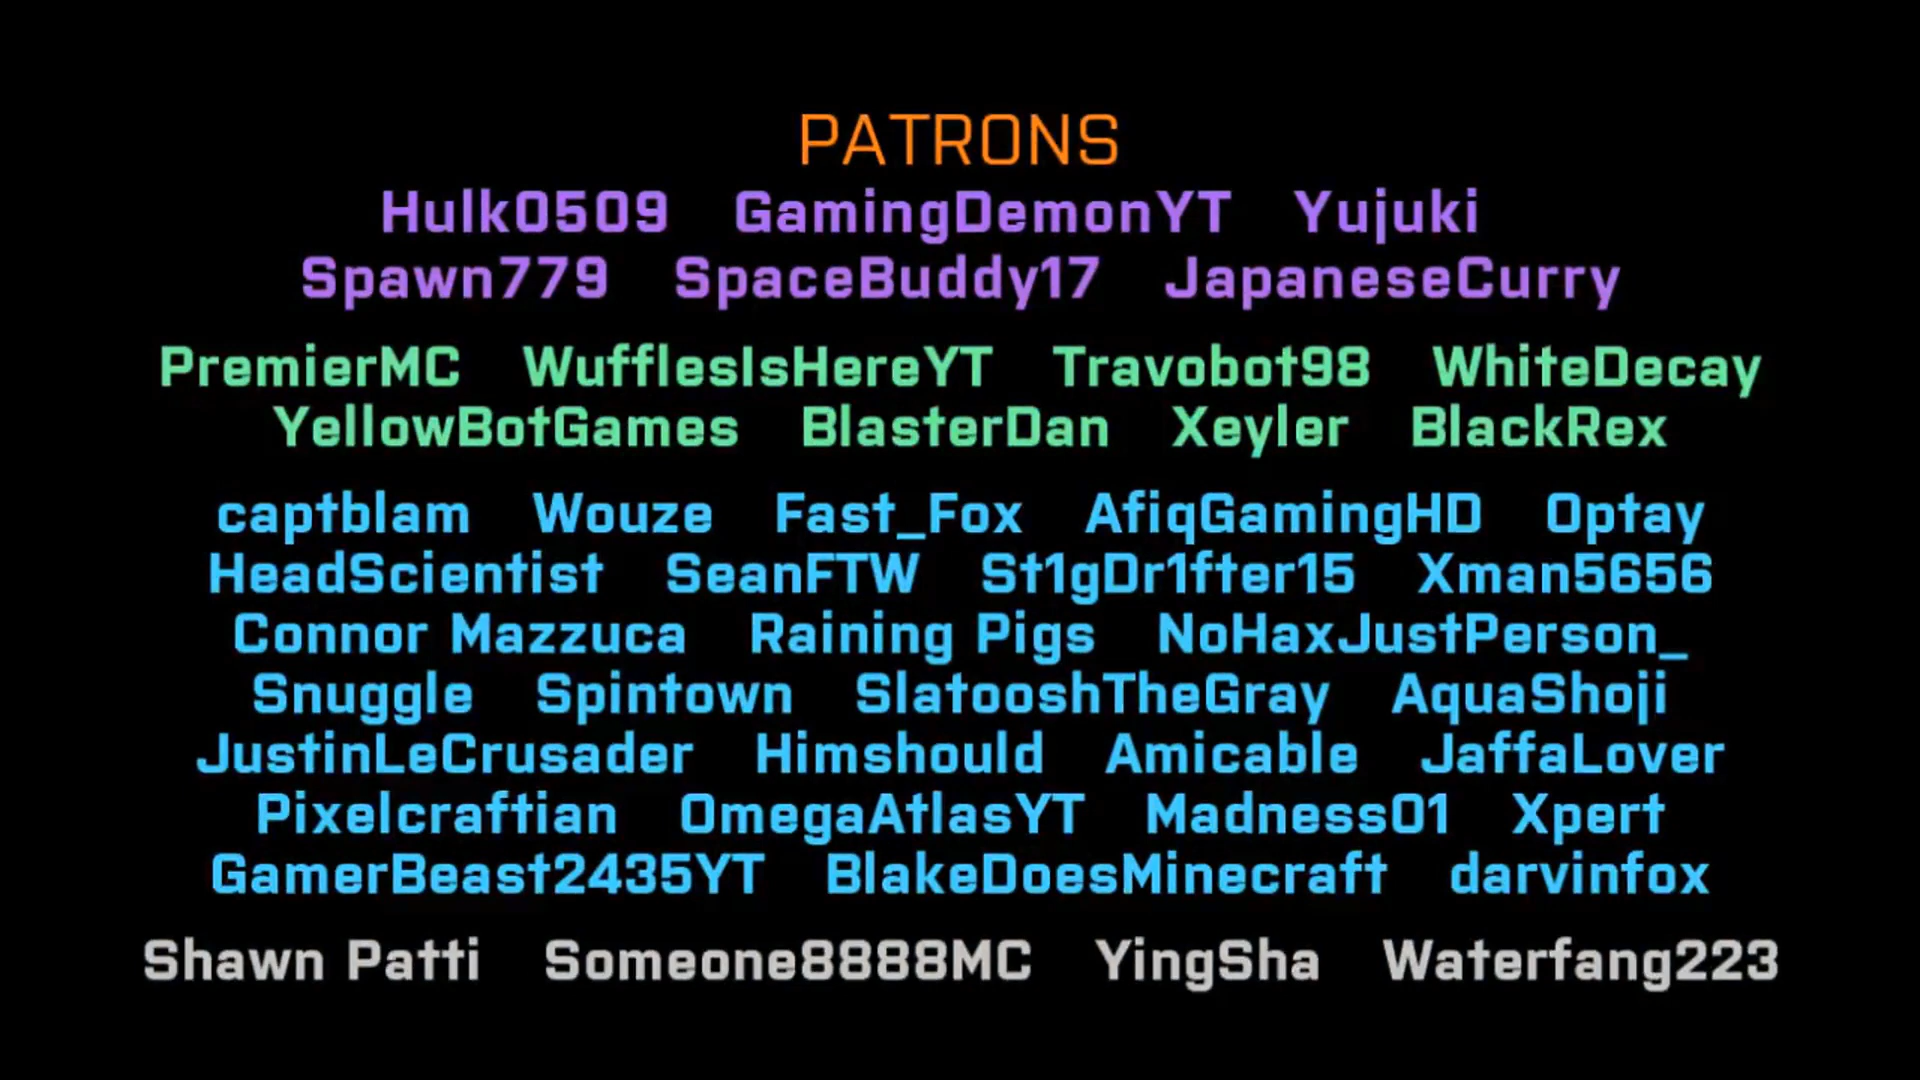 PATRONS
Hulk0509 GamingDemonYT Yujuki
Spawn779 SpaceBuddy17 JapaneseCurry
PremierMC WufflesIsHereYT Travobot98 WhiteDecay
YellowBotGames BlasterDan Xeyler BlackRex
captblam Wouze Fast_Fox AfiqGamingHD Optay
HeadScientist SeanFTW St1gDr1fter15 Xman5656
Connor Mazzuca Raining Pigs NoHaxJustPerson_
Snuggle Spintown SlatooshTheGray AquaShoji
JustinLeCrusader Himshould Amicable JaffaLover
Pixelcraftian OmegaAtlasYT Madness01 Xpert
GamerBeast2435YT BlakeDoesMinecraft darvinfox
Shawn Patti Someone8888MC YingSha Waterfang223